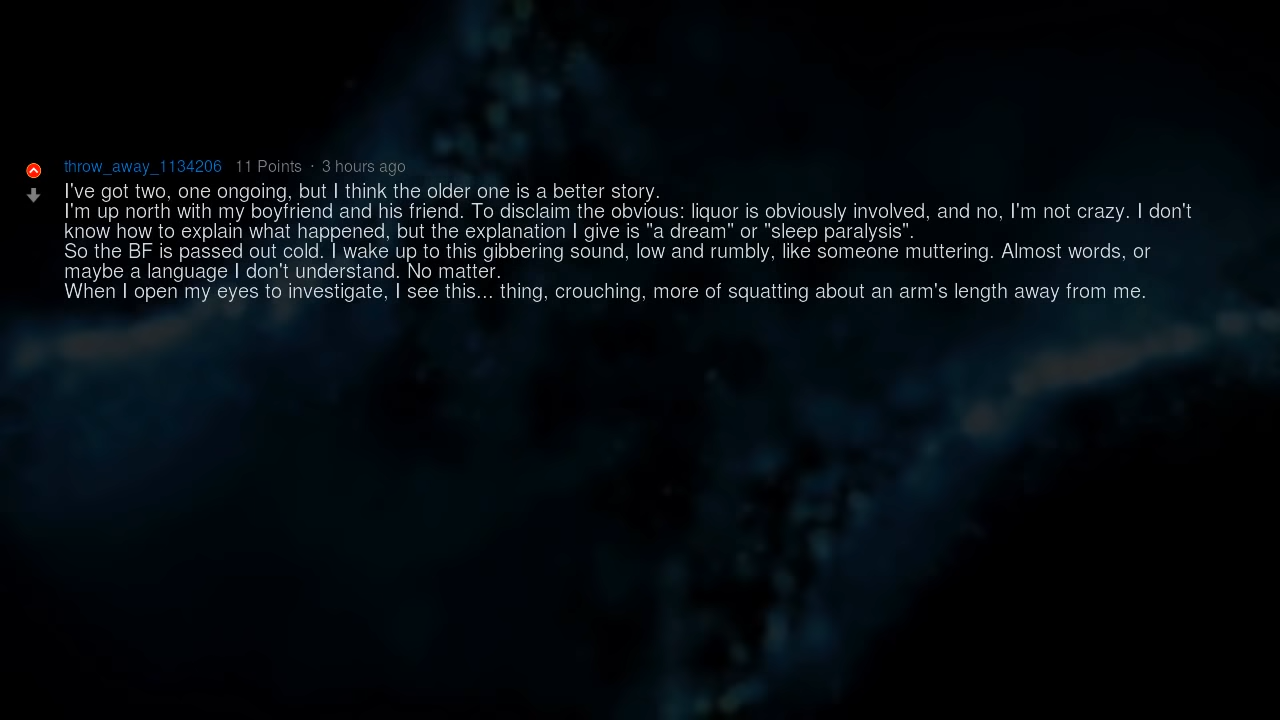 throw_away_1134206 11 Points · 3 hours ago
I've got two, one ongoing, but I think the older one is a better story.
I'm up north with my boyfriend and his friend. To disclaim the obvious: liquor is obviously involved, and no, I'm not crazy. I don't
know how to explain what happened, but the explanation I give is "a dream" or "sleep paralysis".
So the BF is passed out cold. I wake up to this gibbering sound, low and rumbly, like someone muttering. Almost words, or
maybe a language I don't understand. No matter.
When I open my eyes to investigate, I see this... thing, crouching, more of squatting about an arm's length away from me.